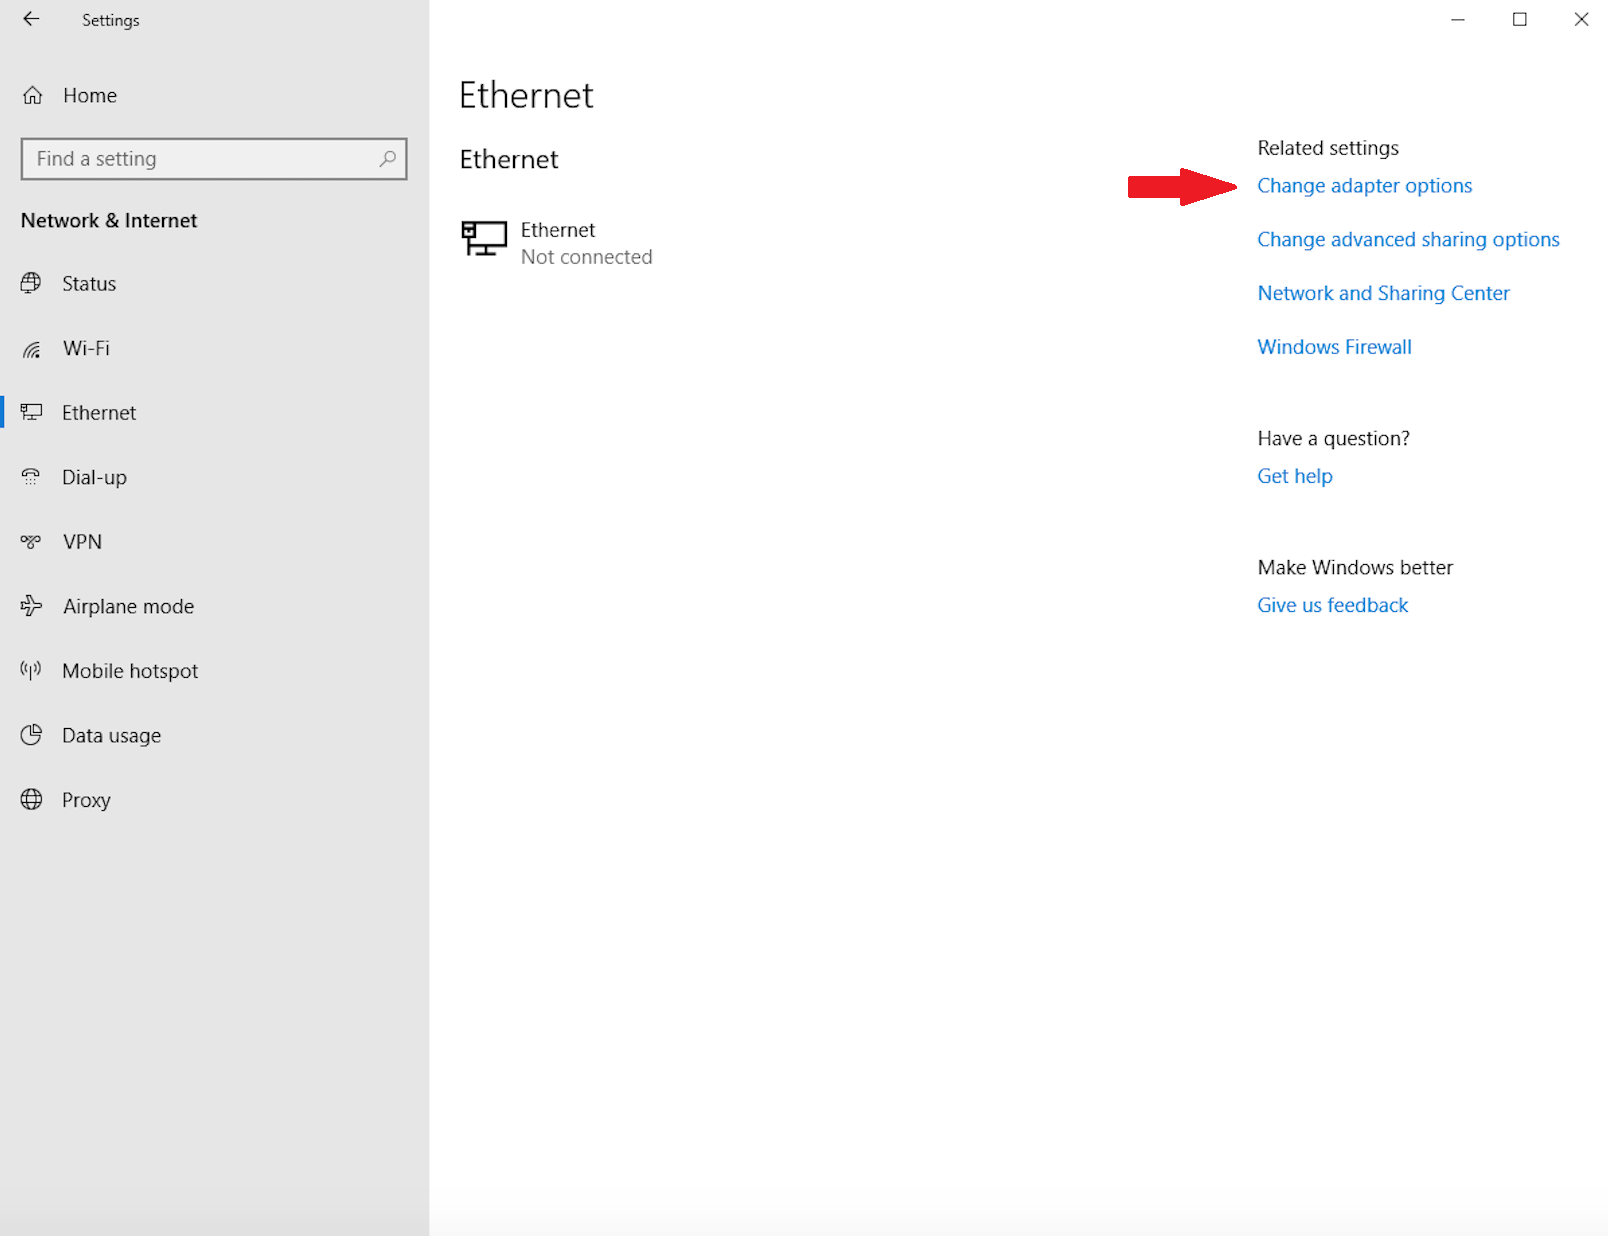 Settings
Home
Find a setting
Network & Internet
Status
Wi-Fi
Ethernet
Dial-up
VPN
Airplane mode
Mobile hotspot
Data usage
Proxy
Ethernet
Ethernet
Ethernet
Not connected
Related settings
Change adapter options
Change advanced sharing options
Network and Sharing Center
Windows Firewall
Have a question?
Get help
Make Windows better
Give us feedback